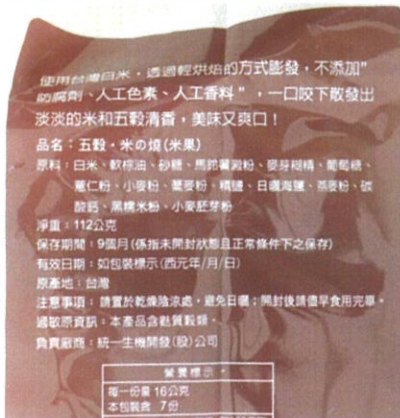 使用台灣白米,透過輕烘焙的方式膨發,不添加"
防腐劑、人工色素、人工香料",一口咬下散發出
淡淡的米和五穀清香,美味又爽口!
品名:五穀・米の燒(米果)
原料:白米、軟棕油、砂糖、馬鈴薯澱粉、麥芽糊精、葡萄糖、
薏仁粉、小麥粉、蕎麥粉、精鹽、日曬海鹽、燕麥粉、碳
酸鈣、黑糯米粉、小麥胚芽粉
淨重:112公克
保存期間:9個月(係指未開封狀態且正常條件下之保存)
有效日期:如包裝標示(西元年/月/日)
原產地:台灣
注意事項:請置於乾燥陰涼處,避免日曬;開封後請儘早食用完畢。
過敏原資訊:本產品含麩質穀類。
負責廠商:統一生機開發(股)公司
營養標示
每一份量 16公克
本包裝含 7份